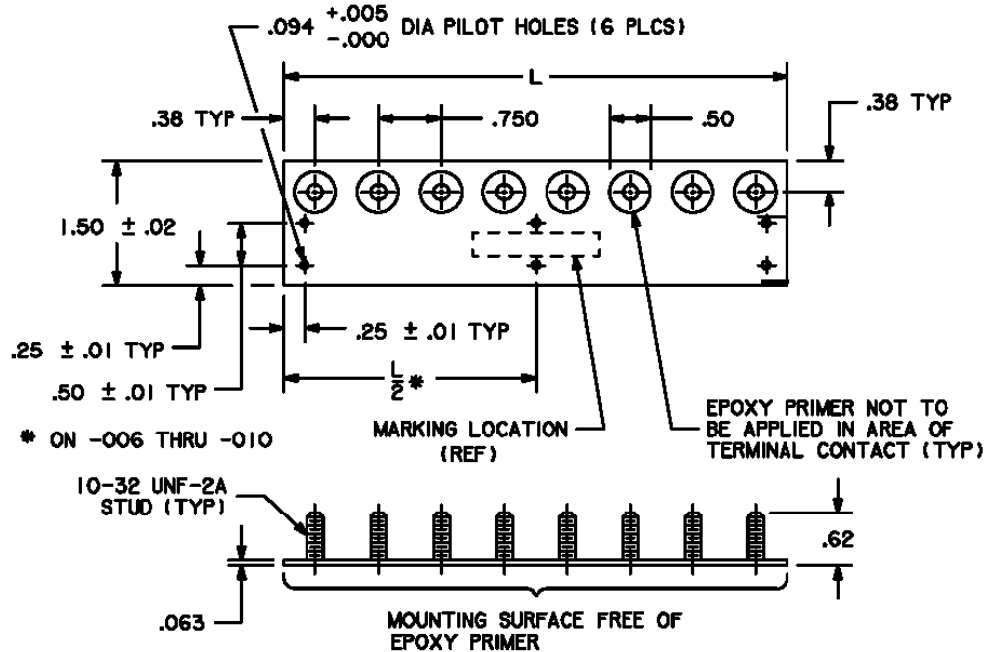 .094 +.005 -.000 DIA PILOT HOLES (6 PLCS)
L
.38 TYP
.750
.50
.38 TYP
1.50 ± .02
.25 ± .01 TYP
.25 ± .01 TYP
L/2 *
.50 ± .01 TYP
* ON -006 THRU -010
MARKING LOCATION
(REF)
EPOXY PRIMER NOT TO
BE APPLIED IN AREA OF
TERMINAL CONTACT (TYP)
10-32 UNF-2A
STUD (TYP)
.62
.063
MOUNTING SURFACE FREE OF
EPOXY PRIMER